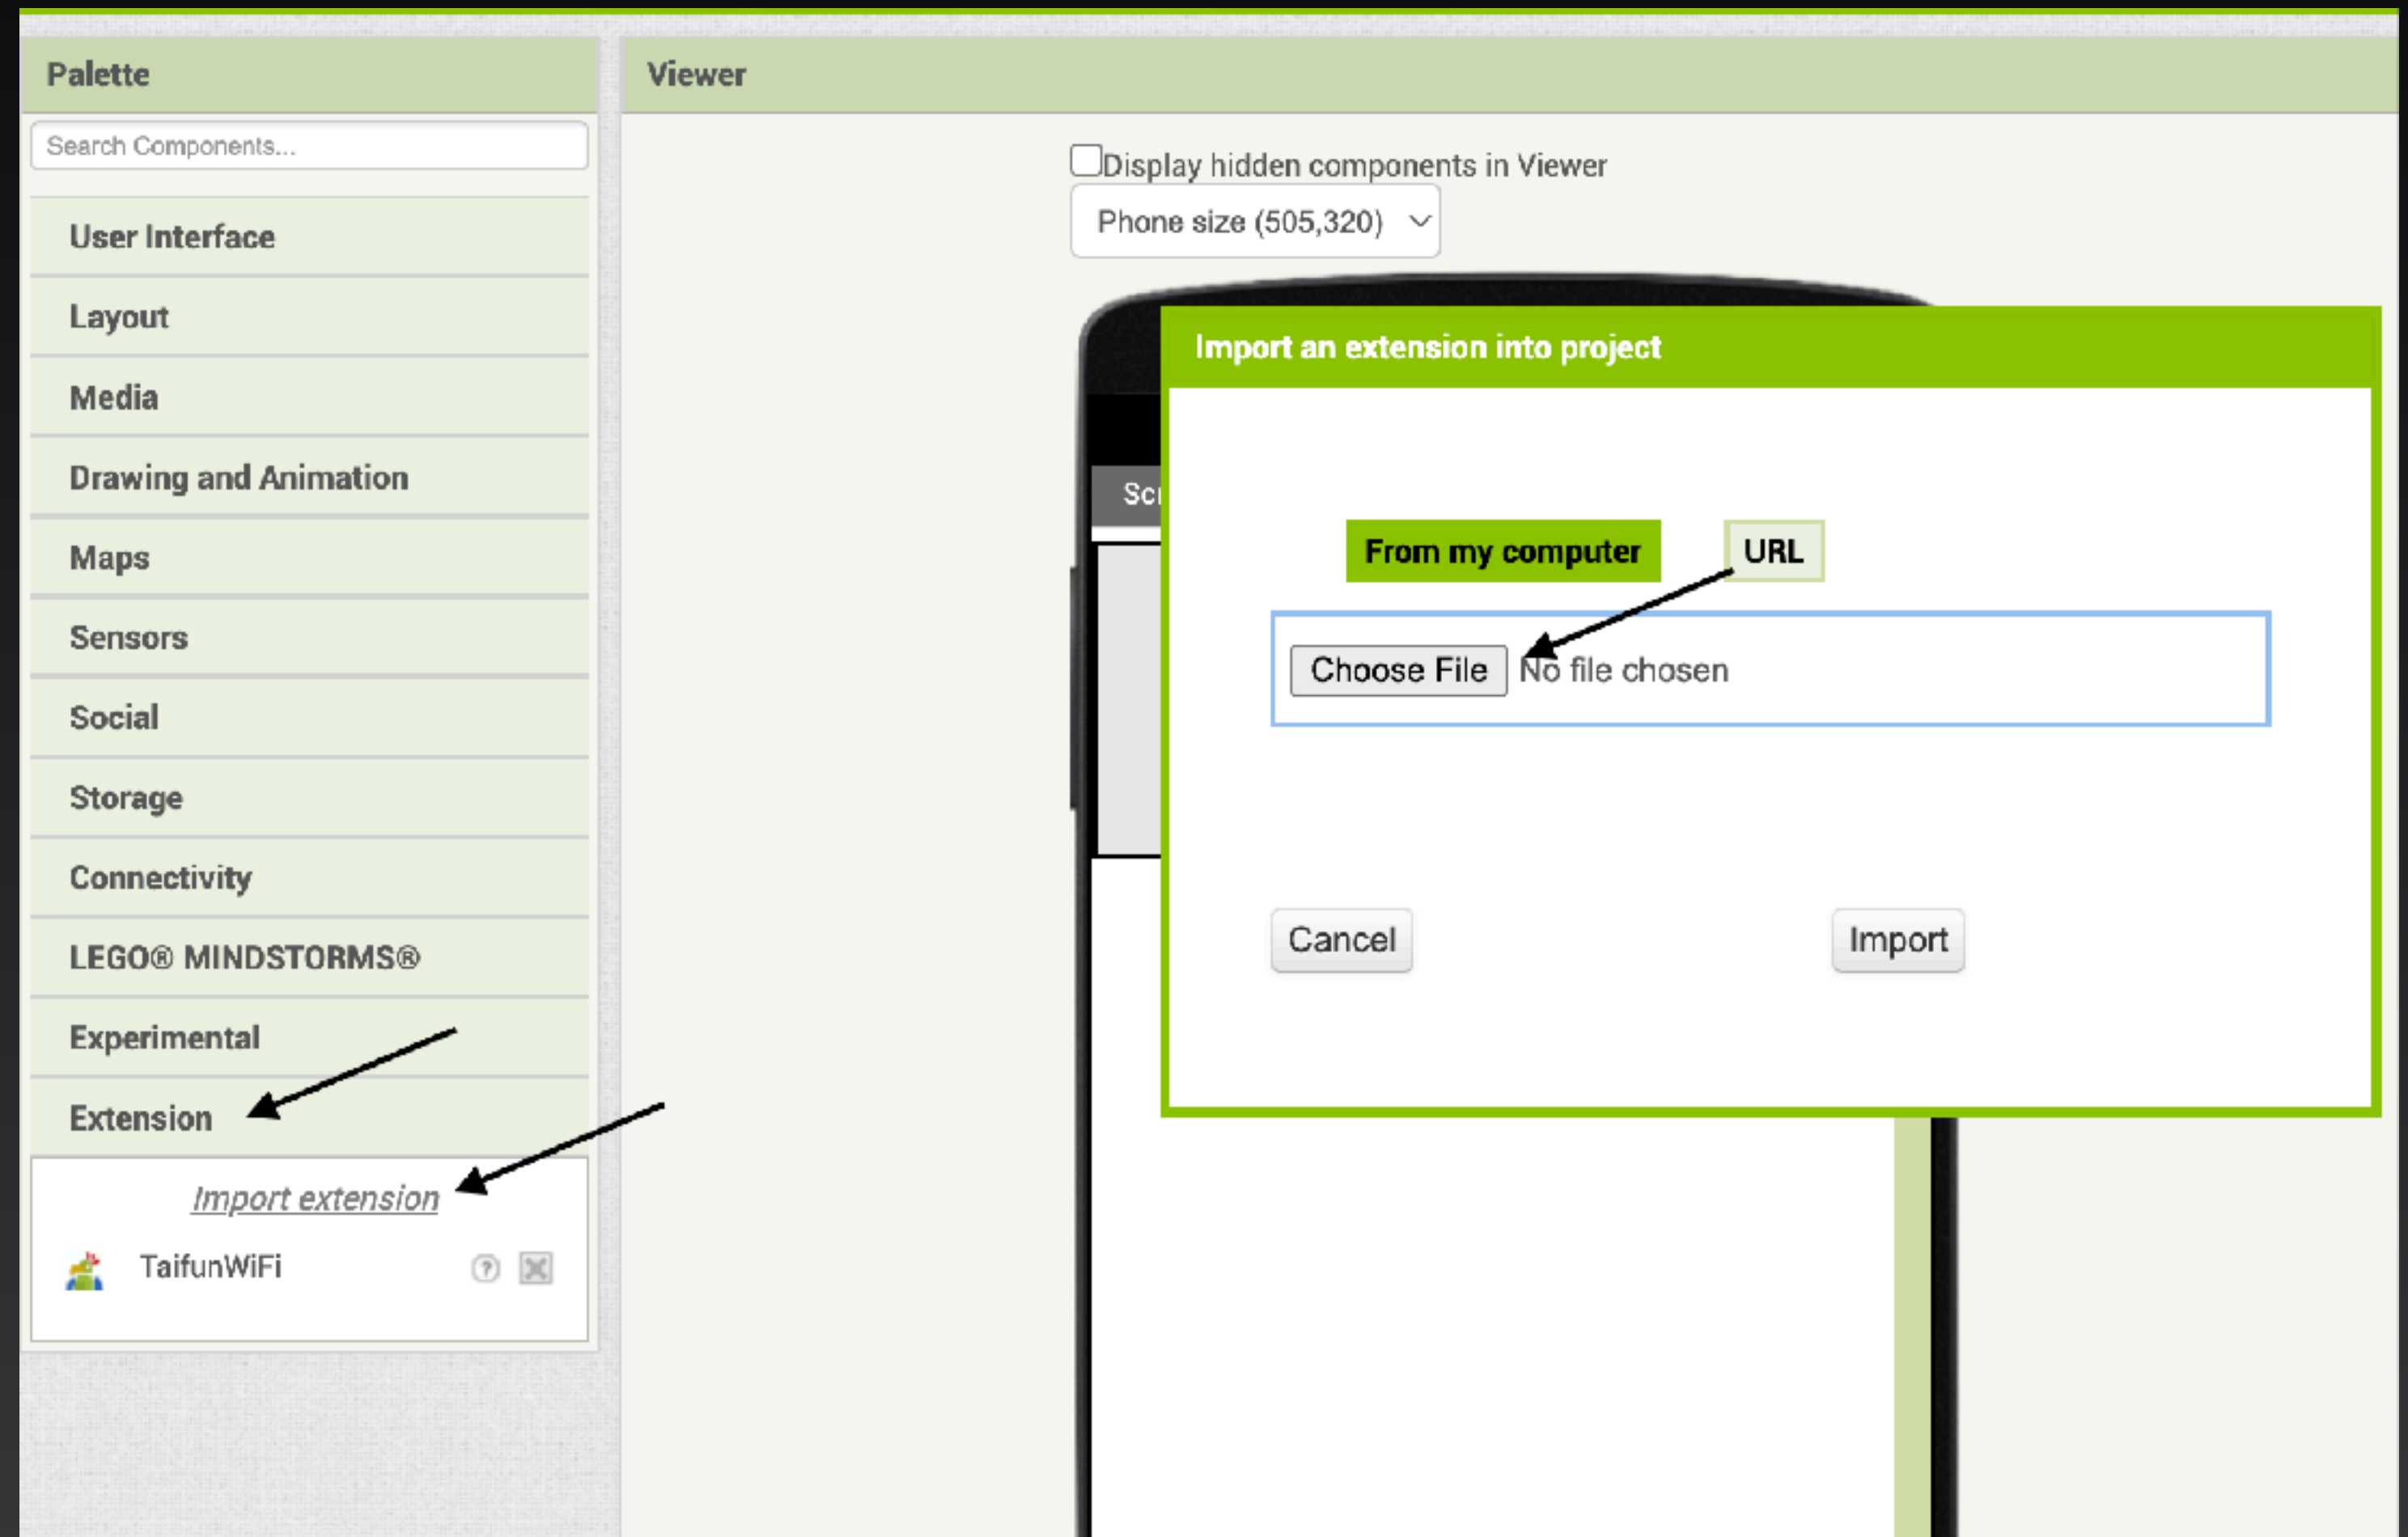 Palette
Search Components...
User Interface
Layout
Media
Drawing and Animation
Maps
Sensors
Social
Storage
Connectivity
LEGO® MINDSTORMS®
Experimental
Extension
Import extension
TaifunWiFi
?
Viewer
Display hidden components in Viewer
Phone size (505,320)
Scr
Import an extension into project
From my computer URL
Choose File No file chosen
Cancel Import